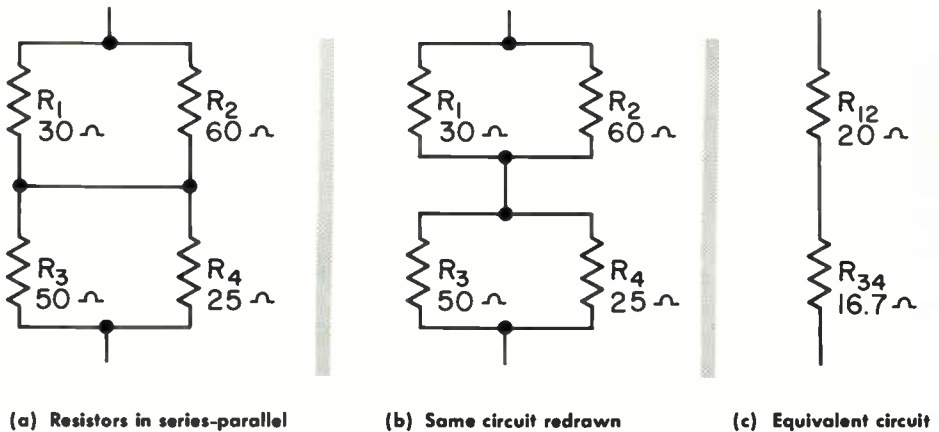 R1
30 Ω
R2
60 Ω
R3
50 Ω
R4
25 Ω
R1
30 Ω
R2
60 Ω
R3
50 Ω
R4
25 Ω
R12
20 Ω
R34
16.7 Ω
(a) Resistors in series-parallel
(b) Same circuit redrawn
(c) Equivalent circuit